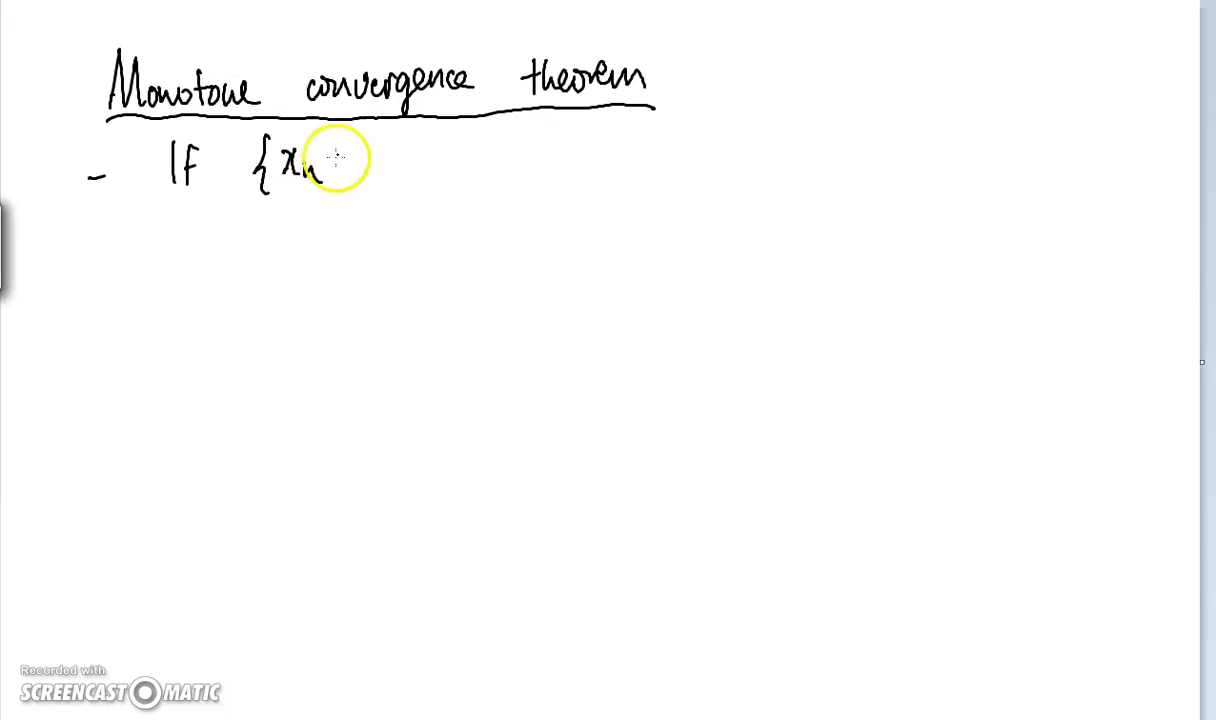 Monotone convergence theorem
- If {xn
Recorded with
SCREENCAST MATIC